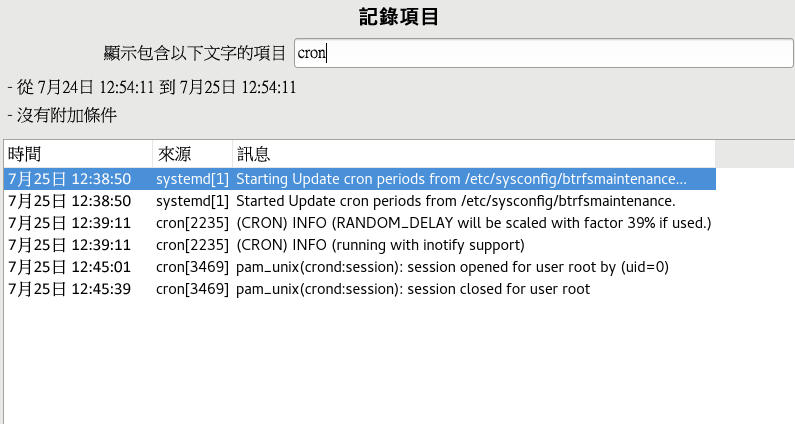 記錄項目
顯示包含以下文字的項目 cron
- 從 7月24日 12:54:11 到 7月25日 12:54:11
- 沒有附加條件
時間 來源 訊息
7月25日 12:38:50 systemd[1] Starting Update cron periods from /etc/sysconfig/btrfsmaintenance...
7月25日 12:38:50 systemd[1] Started Update cron periods from /etc/sysconfig/btrfsmaintenance.
7月25日 12:39:11 cron[2235] (CRON) INFO (RANDOM_DELAY will be scaled with factor 39% if used.)
7月25日 12:39:11 cron[2235] (CRON) INFO (running with inotify support)
7月25日 12:45:01 cron[3469] pam_unix(crond:session): session opened for user root by (uid=0)
7月25日 12:45:39 cron[3469] pam_unix(crond:session): session closed for user root